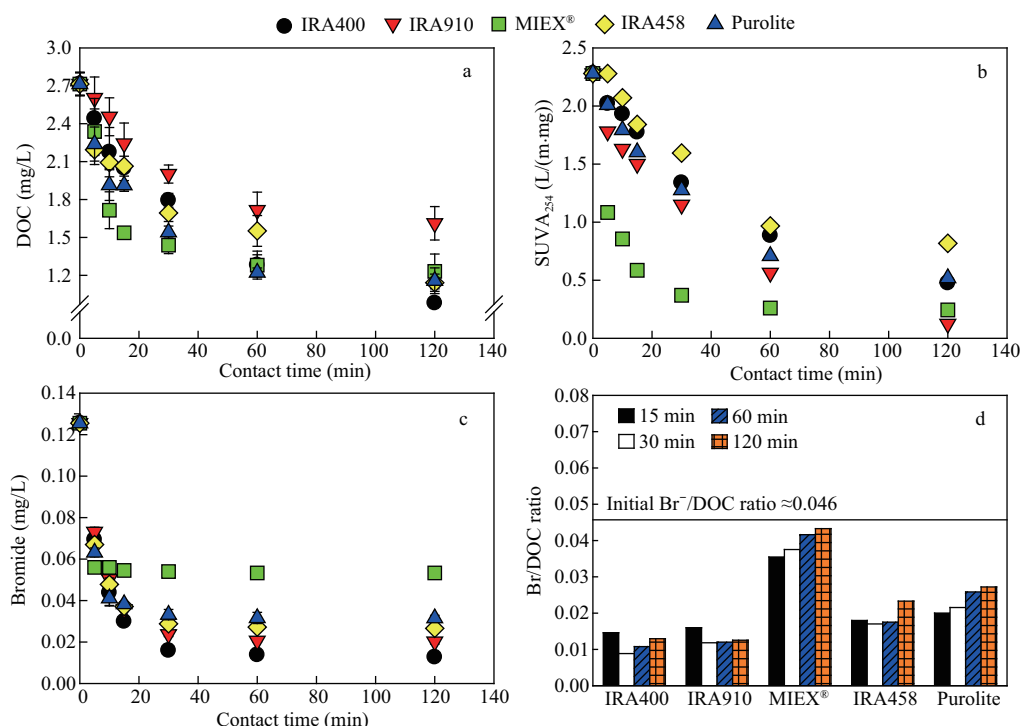 IRA400 IRA910 MIEX® IRA458 Purolite
a
3.0
2.7
2.4
2.1
1.8
1.5
1.2
0 20 40 60 80 100 120 140
DOC (mg/L)
Contact time (min)
b
2.5
2.0
1.5
1.0
0.5
0.0
0 20 40 60 80 100 120 140
SUVA₂₅₄ (L/(m·mg))
Contact time (min)
c
0.14
0.12
0.10
0.08
0.06
0.04
0.02
0.00
0 20 40 60 80 100 120 140
Bromide (mg/L)
Contact time (min)
d
0.08
0.07
0.06
0.05
0.04
0.03
0.02
0.01
0.00
Br/DOC ratio
15 min 60 min
30 min 120 min
Initial Br⁻/DOC ratio ≈0.046
IRA400 IRA910 MIEX® IRA458 Purolite